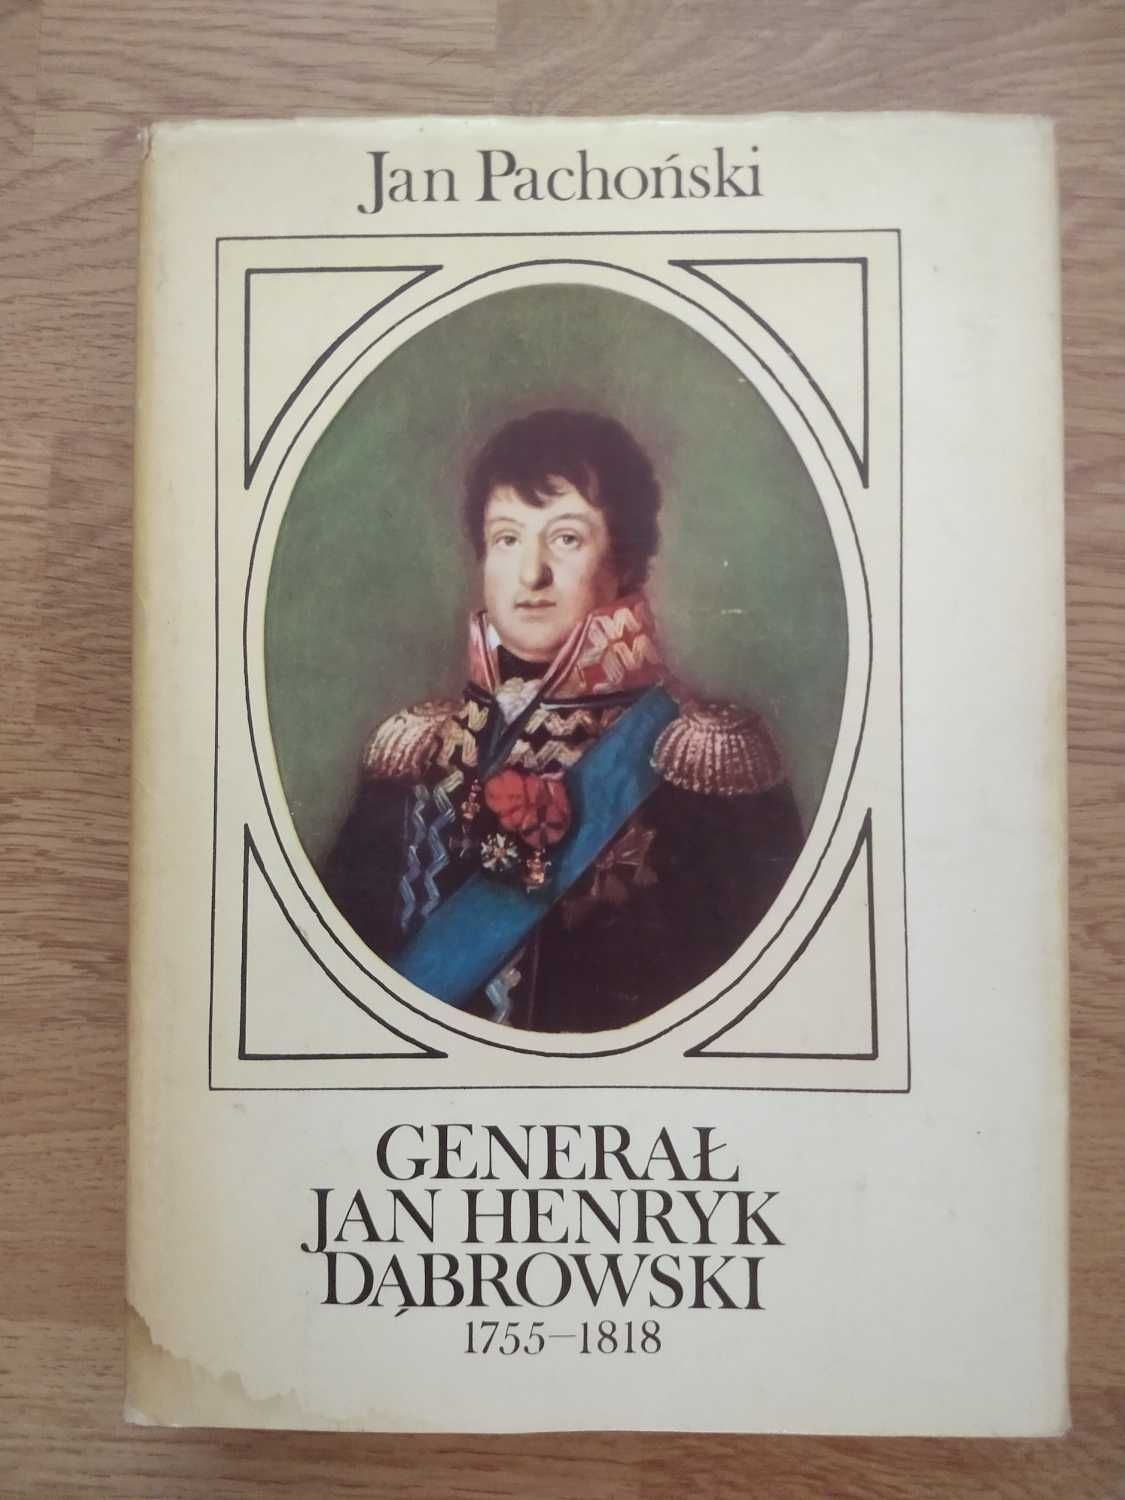 Jan Pachoński
GENERAŁ
JAN HENRYK
DĄBROWSKI
1755–1818